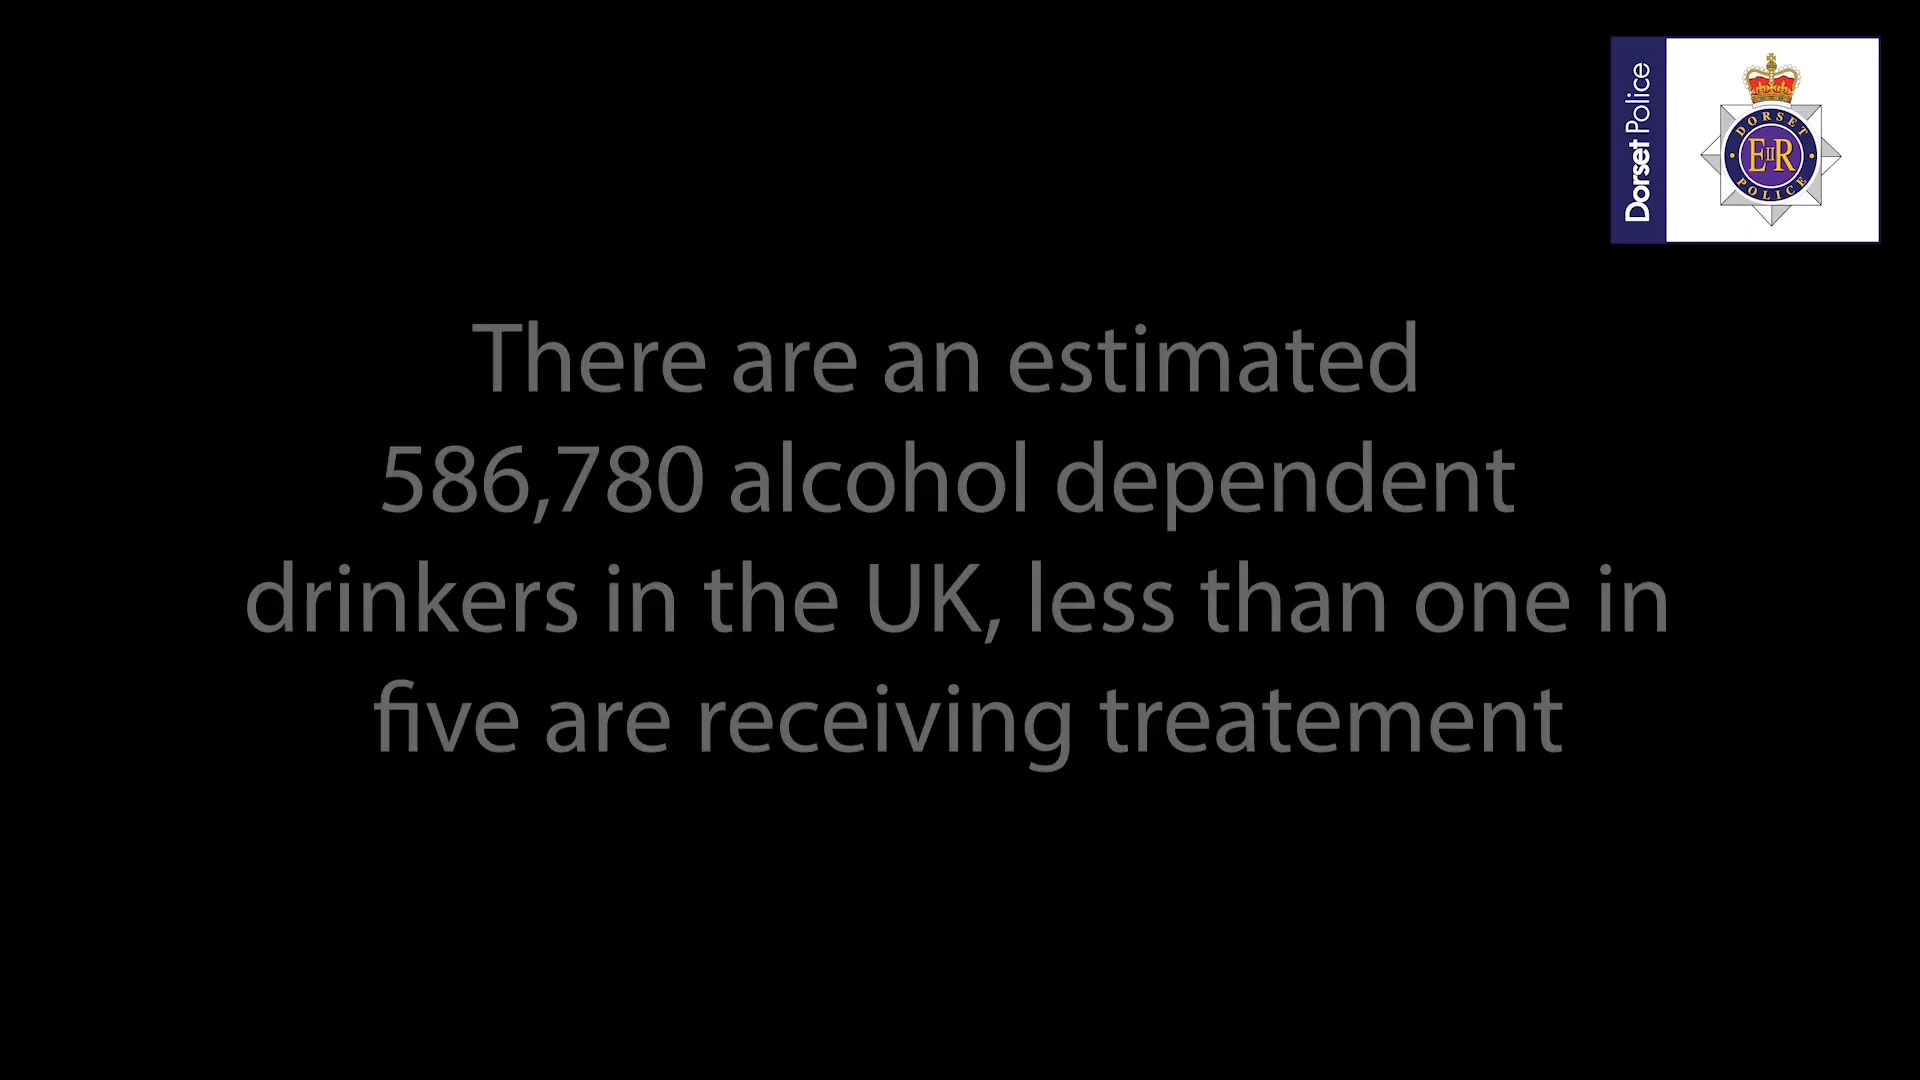 Dorset Police
DORSET
EIIR
POLICE
There are an estimated
586,780 alcohol dependent
drinkers in the UK, less than one in
five are receiving treatement